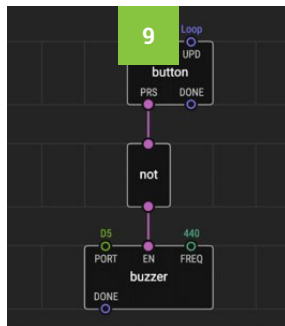 9
Loop
UPD
button
PRS DONE
not
D5 440
PORT EN FREQ
buzzer
DONE